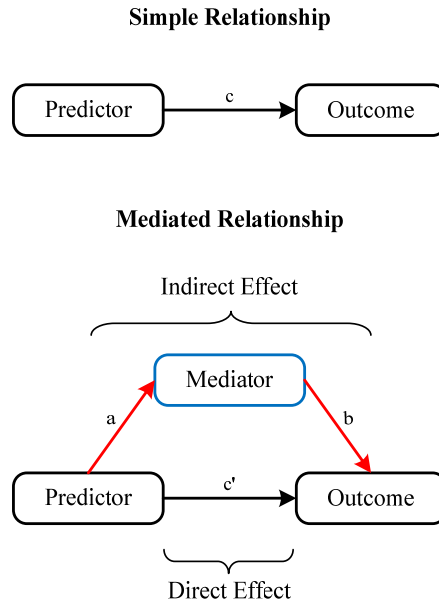 Simple Relationship
c
Predictor
Outcome
Mediated Relationship
Indirect Effect
Mediator
a
b
Predictor
c'
Outcome
Direct Effect